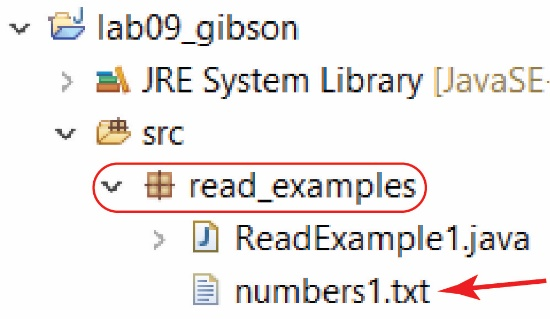 lab09_gibson
JRE System Library [JavaSE-
src
read_examples
ReadExample1.java
numbers1.txt